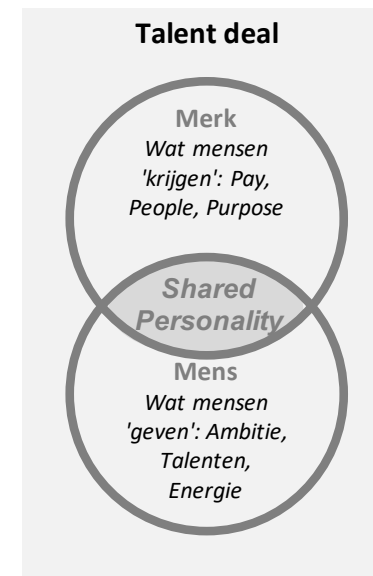 Talent deal
Merk
Wat mensen
'krijgen': Pay,
People, Purpose
Shared
Personality
Mens
Wat mensen
'geven': Ambitie,
Talenten,
Energie